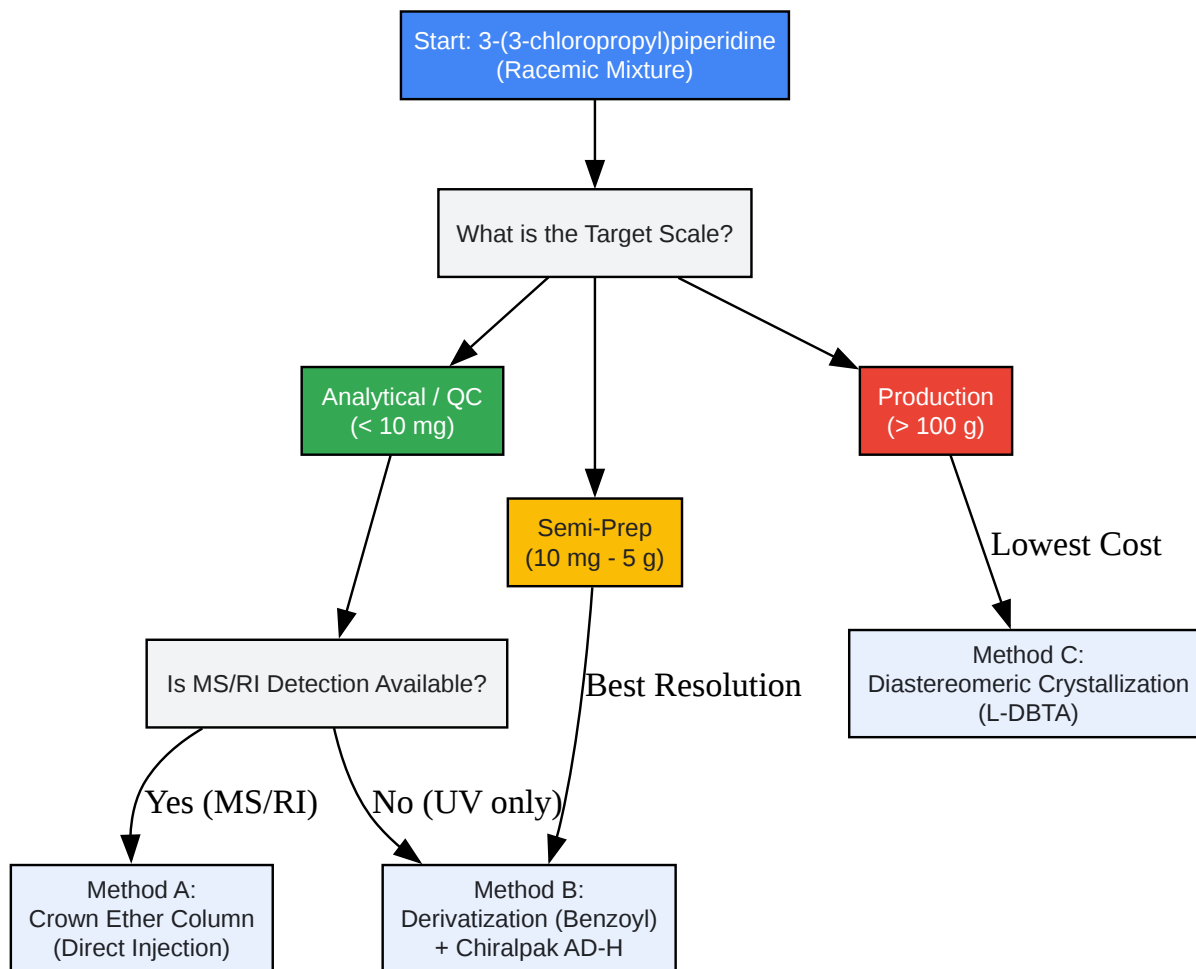 Start: 3-(3-chloropropyl)piperidine
(Racemic Mixture)
What is the Target Scale?
Analytical / QC
(< 10 mg)
Production
(> 100 g)
Semi-Prep
(10 mg - 5 g)
Lowest Cost
Is MS/RI Detection Available?
Best Resolution
Method C:
Diastereomeric Crystallization
(L-DBTA)
Yes (MS/RI)
No (UV only)
Method A:
Crown Ether Column
(Direct Injection)
Method B:
Derivatization (Benzoyl)
+ Chiralpak AD-H